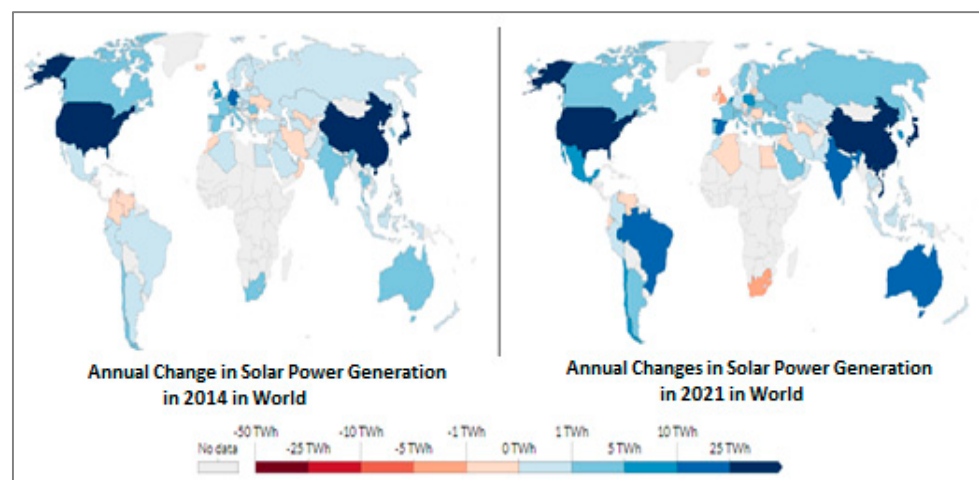 Annual Change in Solar Power Generation
in 2014 in World
Annual Changes in Solar Power Generation
in 2021 in World
-50 TWh -10 TWh -1 TWh 1 TWh 10 TWh
No data -25 TWh -5 TWh 0 TWh 5 TWh 25 TWh